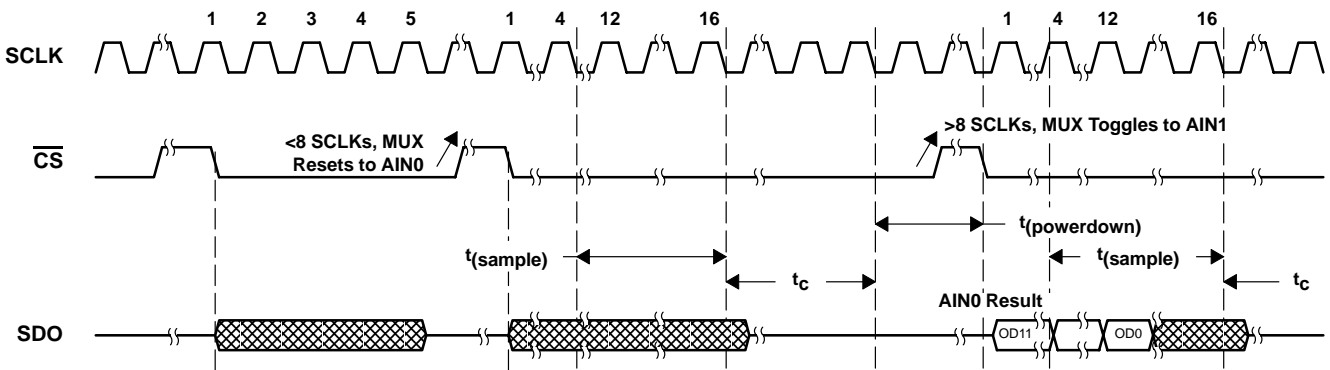 1 2 3 4 5 1 4 12 16 1 4 12 16
SCLK
CS
<8 SCLKs, MUX
Resets to AIN0
>8 SCLKs, MUX Toggles to AIN1
t(powerdown)
t(sample)
t(sample)
tc
tc
AIN0 Result
SDO
OD11
OD0